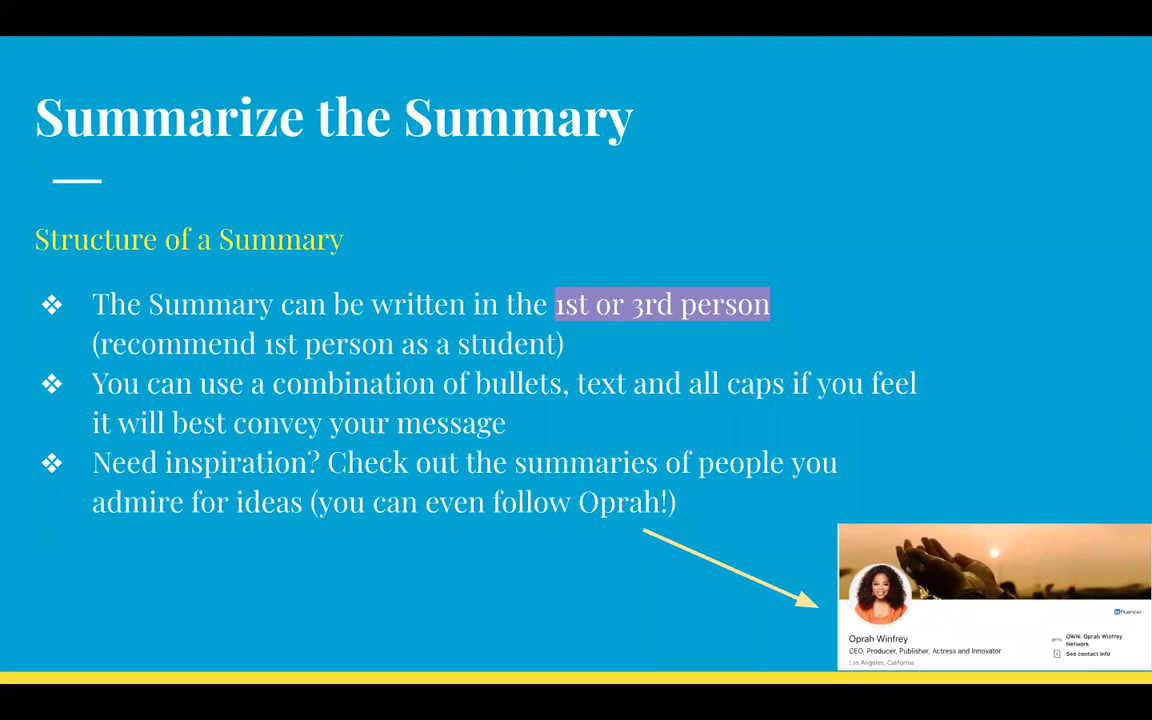 Summarize the Summary
Structure of a Summary
❖ The Summary can be written in the 1st or 3rd person
(recommend 1st person as a student)
❖ You can use a combination of bullets, text and all caps if you feel
it will best convey your message
❖ Need inspiration? Check out the summaries of people you
admire for ideas (you can even follow Oprah!)
influencer
Oprah Winfrey
CEO, Producer, Publisher, Actress and Innovator
Los Angeles, California
OWN: Oprah Winfrey
Network
See contact info